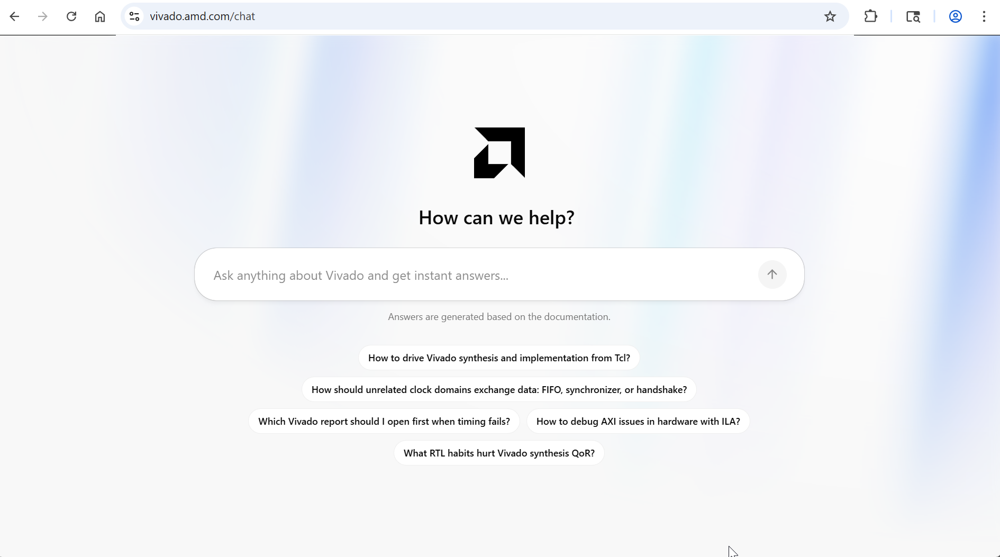 vivado.amd.com/chat
How can we help?
Ask anything about Vivado and get instant answers...
Answers are generated based on the documentation.
How to drive Vivado synthesis and implementation from Tcl?
How should unrelated clock domains exchange data: FIFO, synchronizer, or handshake?
Which Vivado report should I open first when timing fails?
How to debug AXI issues in hardware with ILA?
What RTL habits hurt Vivado synthesis QoR?